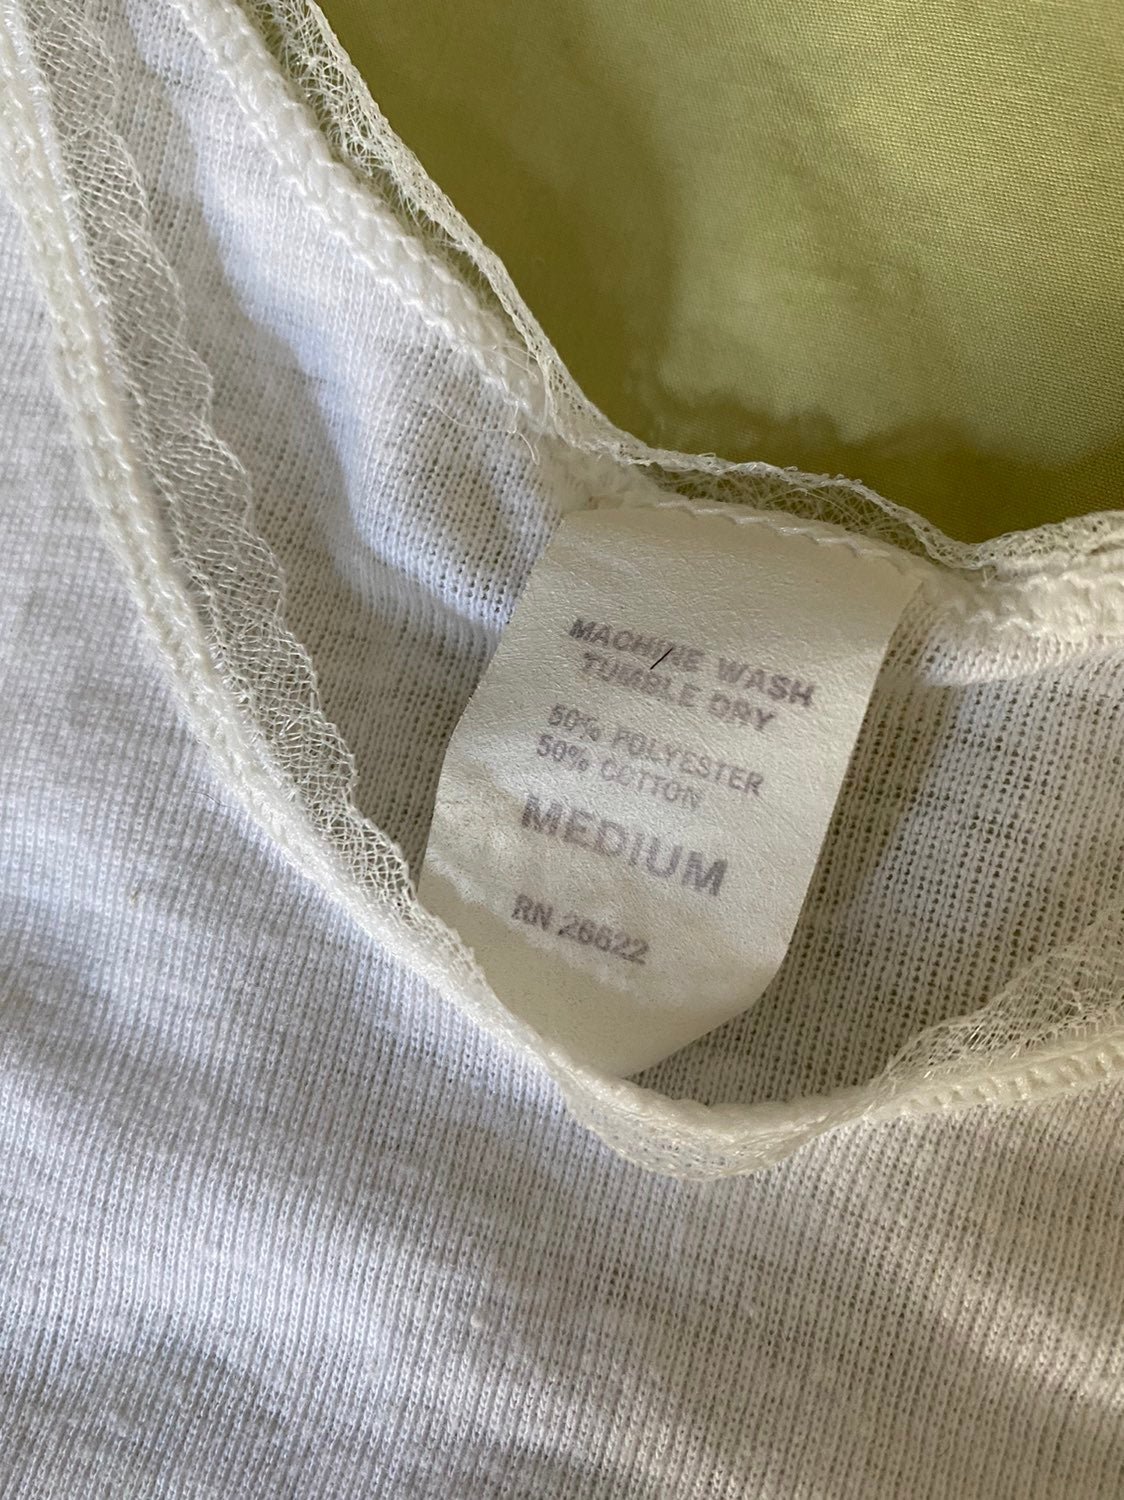 MACHINE WASH
TUMBLE DRY
50% POLYESTER
50% COTTON
MEDIUM
RN 26622